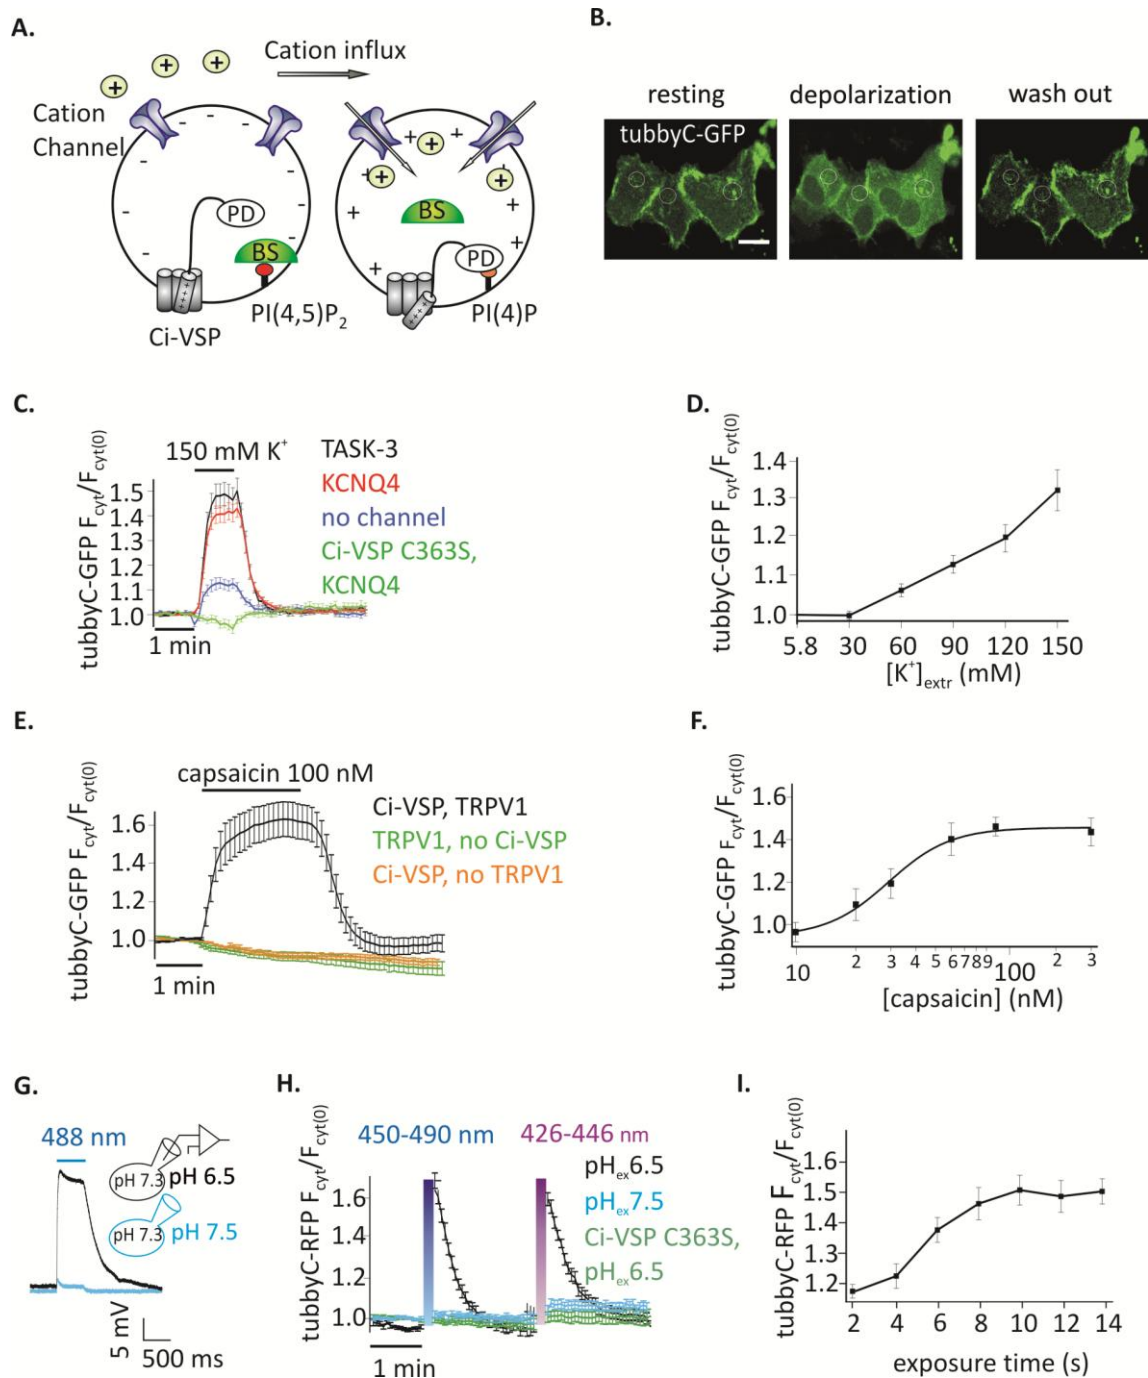 A.
Cation influx
Cation
Channel
+ + +
- - - - - - - - -
PD
BS
Ci-VSP
PI(4,5)P2
+ + + + + + + + + +
BS
PD
PI(4)P
B.
resting depolarization wash out
tubbyC-GFP
C.
150 mM K+
TASK-3
KCNQ4
no channel
Ci-VSP C363S,
KCNQ4
tubbyC-GFP Fcyt/Fcyt(0)
1.5
1.4
1.3
1.2
1.1
1.0
1 min
D.
tubbyC-GFP Fcyt/Fcyt(0)
1.4
1.3
1.2
1.1
1.0
5.8 30 60 90 120 150
[K+]extr (mM)
E.
capsaicin 100 nM
Ci-VSP, TRPV1
TRPV1, no Ci-VSP
Ci-VSP, no TRPV1
tubbyC-GFP Fcyt/Fcyt(0)
1.6
1.4
1.2
1.0
1 min
F.
tubbyC-GFP Fcyt/Fcyt(0)
1.6
1.4
1.2
1.0
10 2 3 4 5 6 7 8 9 100 2 3
[capsaicin] (nM)
G.
488 nm
pH 7.3 pH 6.5
pH 7.3 pH 7.5
5 mV
500 ms
H.
450-490 nm 426-446 nm
pHex6.5
pHex7.5
Ci-VSP C363S,
pHex6.5
tubbyC-RFP Fcyt/Fcyt(0)
1.6
1.4
1.2
1.0
1 min
I.
tubbyC-RFP Fcyt/Fcyt(0)
1.6
1.5
1.4
1.3
1.2
2 4 6 8 10 12 14
exposure time (s)